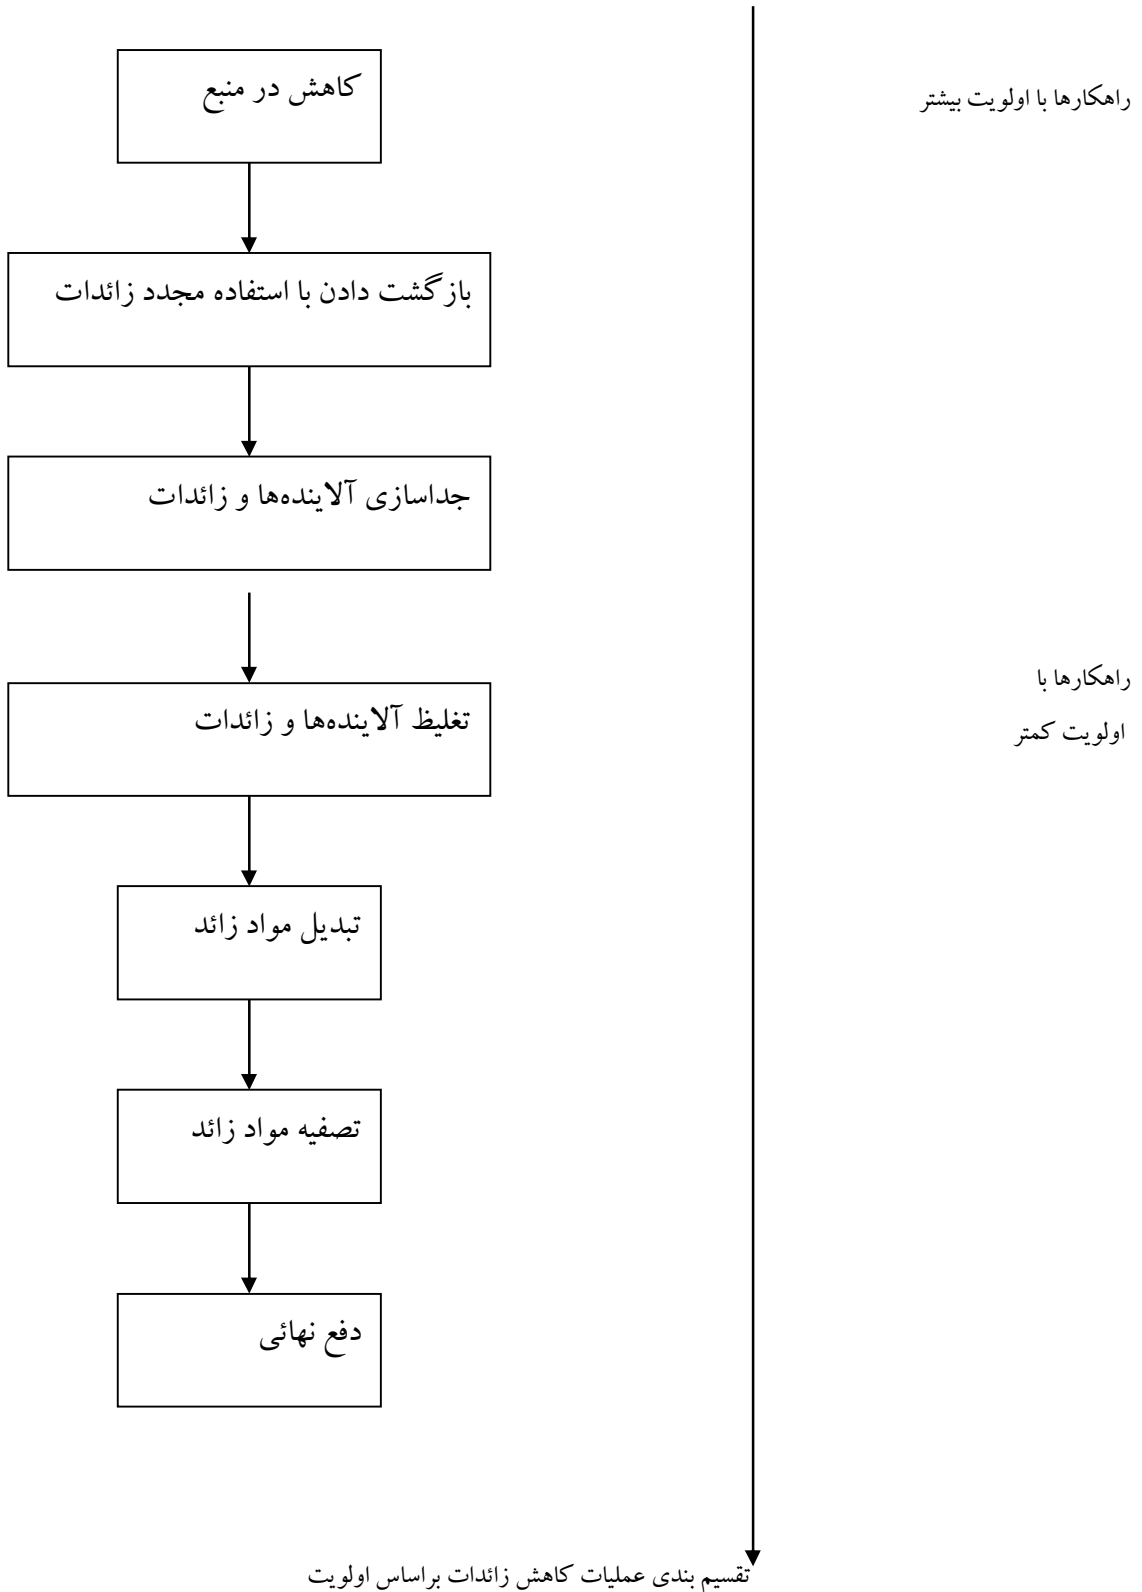 کاهش در منبع
راهکارها با اولویت بیشتر
بازگشت دادن با استفاده مجدد زائدات
جداسازی آلاینده‌ها و زائدات
راهکارها با
اولویت کمتر
تغلیظ آلاینده‌ها و زائدات
تبدیل مواد زائد
تصفیه مواد زائد
دفع نهائی
تقسیم بندی عملیات کاهش زائدات براساس اولویت